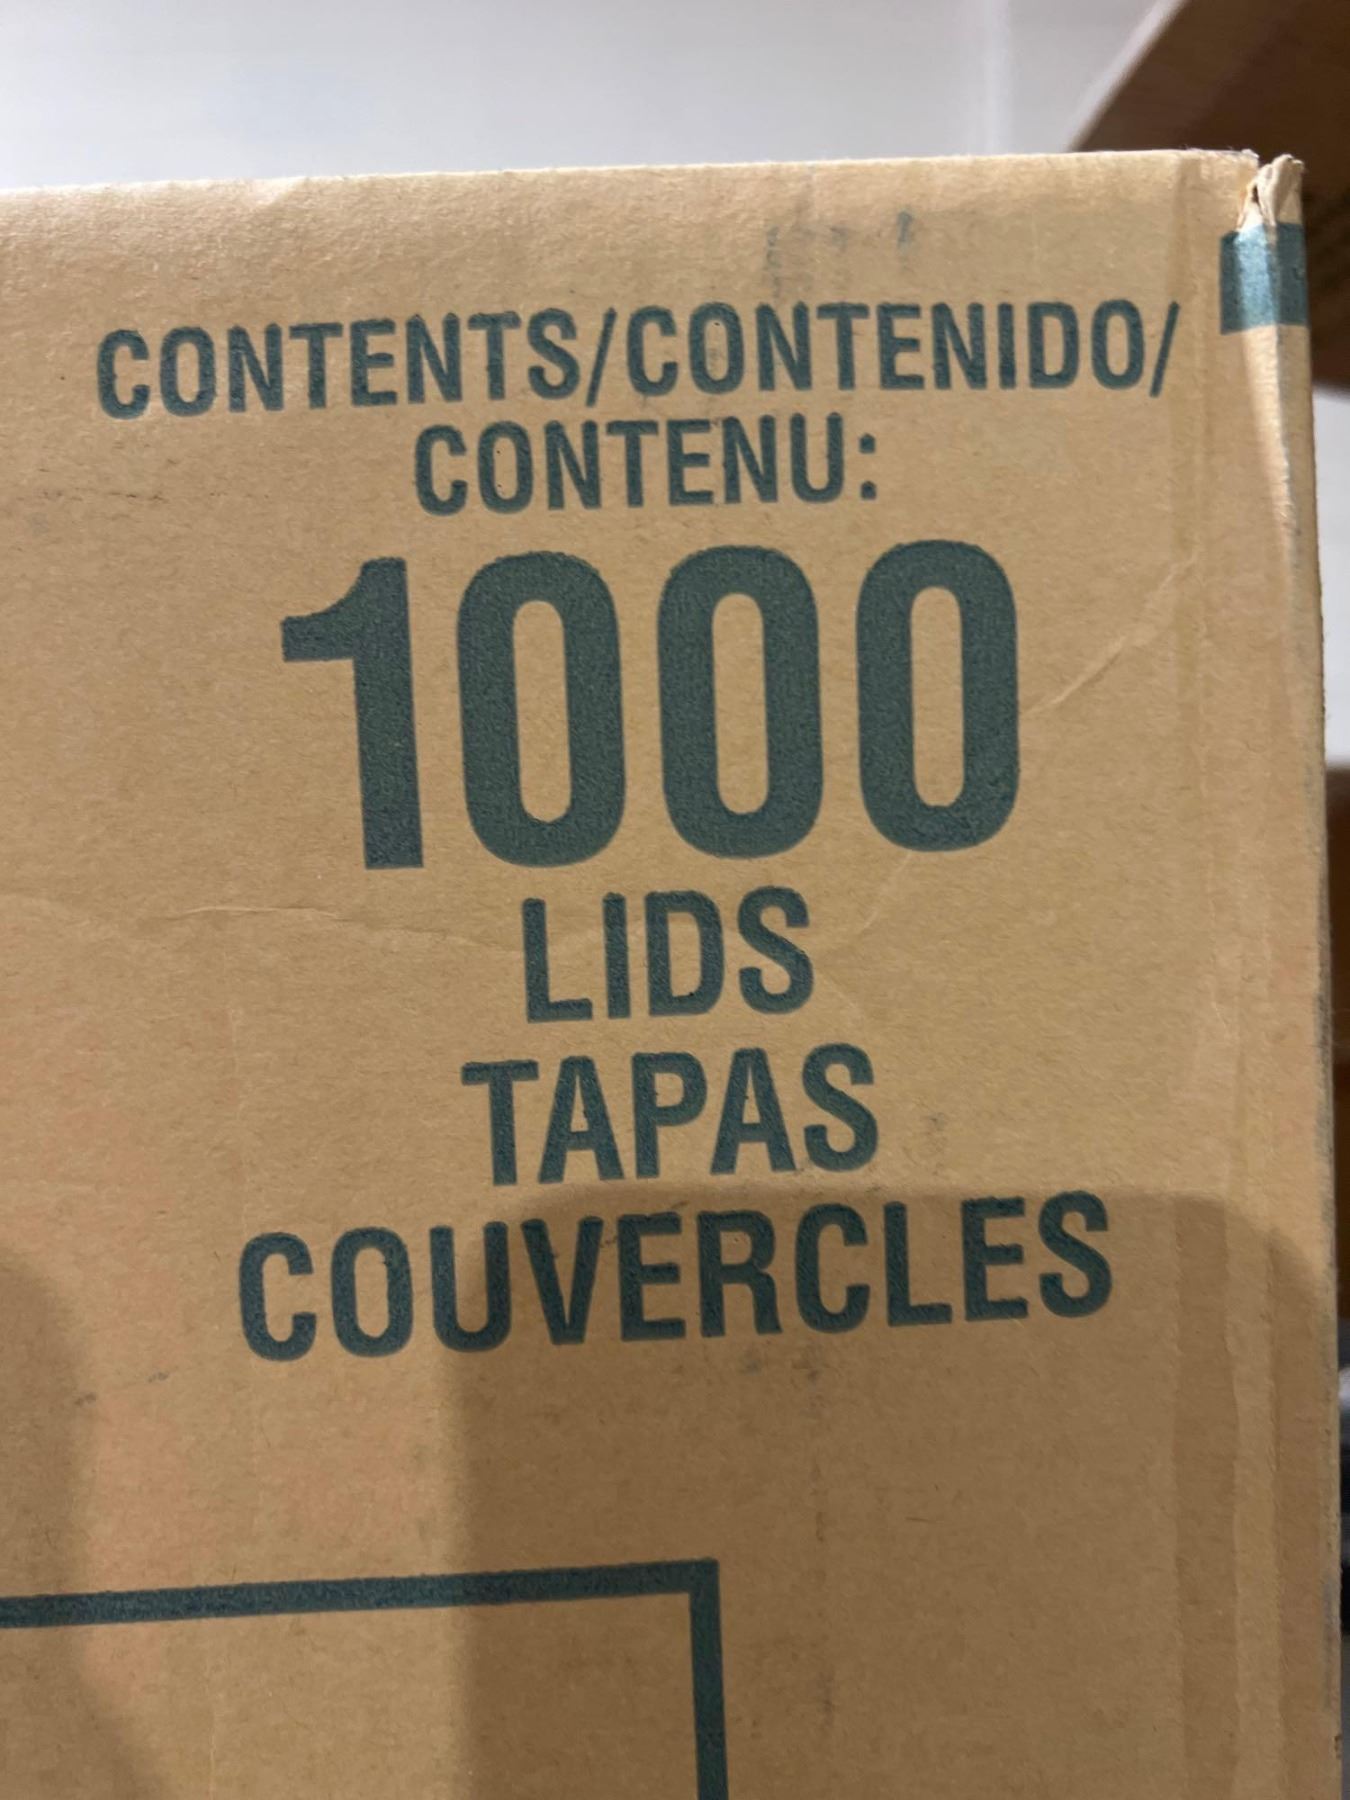 CONTENTS/CONTENIDO/
CONTENU:
1000
LIDS
TAPAS
COUVERCLES